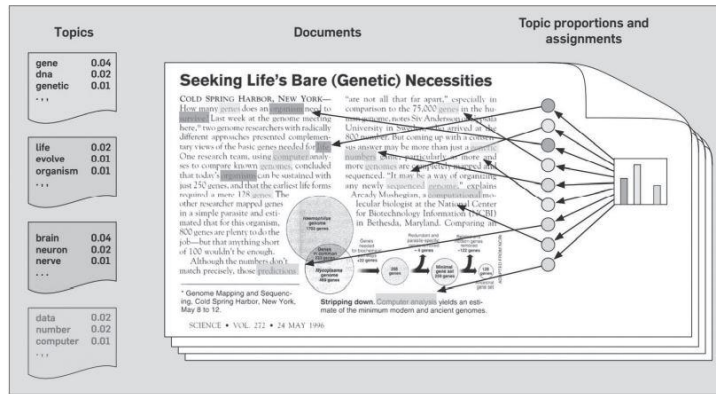 Topics
Documents
Topic proportions and
assignments
gene 0.04
dna 0.02
genetic 0.01
. , ,
life 0.02
evolve 0.01
organism 0.01
. , ,
brain 0.04
neuron 0.02
nerve 0.01
. , ,
data 0.02
number 0.02
computer 0.01
. , ,
Seeking Life's Bare (Genetic) Necessities
COLD SPRING HARBOR, NEW YORK—
How many genes does an organism need to
survive? Last week at the genome meeting
here,* two genome researchers with radically
different approaches presented complemen-
tary views of the basic genes needed for life.
One research team, using computer analy-
ses to compare known genomes, concluded
that today's organisms can be sustained with
just 250 genes, and that the earliest life forms
required a mere 128 genes. The
other researcher mapped genes
in a simple parasite and esti-
mated that for this organism,
800 genes are plenty to do the
job—but that anything short
of 100 wouldn't be enough.
Although the numbers don't
match precisely, those predictions
* Genome Mapping and Sequenc-
ing, Cold Spring Harbor, New York,
May 8 to 12.
"are not all that far apart," especially in
comparison to the 75,000 genes in the hu-
man genome, notes Siv Andersson
University in Sweden, who arrived at the
800 number. But coming up with a consen-
sus answer may be more than just a genetic
numbers game, particularly as more and
more genomes are completely mapped and
sequenced. "It may be a way of organizing
any newly sequenced genome," explains
Arcady Mushegian, a computational mo-
lecular biologist at the National Center
for Biotechnology Information (NCBI)
in Bethesda, Maryland. Comparing an
Haemophilus
genome
1703 genes
Mycoplasma
genome
469 genes
Genes
needed
for biochemical
Redundant and
parasite-specific
Minimal
gene set
Stripping down. Computer analysis yields an esti-
mate of the minimum modern and ancient genomes.
SCIENCE • VOL. 272 • 24 MAY 1996